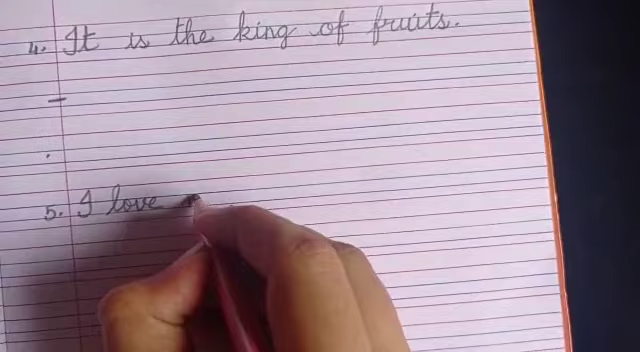 4. It is the king of fruits.
5. I love